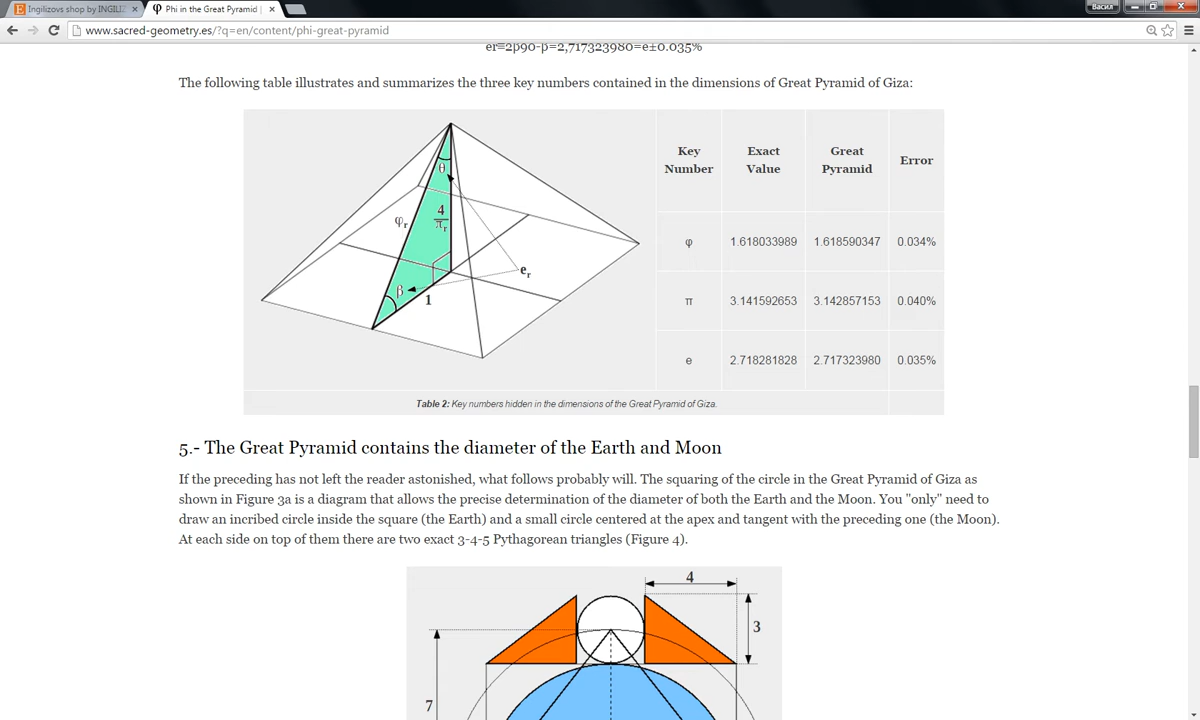 Ingilizovs shop by INGILIZ
Phi in the Great Pyramid |
Васил
www.sacred-geometry.es/?q=en/content/phi-great-pyramid
er=2p90-p=2,717323980=e±0.035%
The following table illustrates and summarizes the three key numbers contained in the dimensions of Great Pyramid of Giza:
θ
φr
4
πr
β
1
er
Key Number Exact Value Great Pyramid Error
φ 1.618033989 1.618590347 0.034%
π 3.141592653 3.142857153 0.040%
e 2.718281828 2.717323980 0.035%
Table 2: Key numbers hidden in the dimensions of the Great Pyramid of Giza.
5.- The Great Pyramid contains the diameter of the Earth and Moon
If the preceding has not left the reader astonished, what follows probably will. The squaring of the circle in the Great Pyramid of Giza as
shown in Figure 3a is a diagram that allows the precise determination of the diameter of both the Earth and the Moon. You "only" need to
draw an incribed circle inside the square (the Earth) and a small circle centered at the apex and tangent with the preceding one (the Moon).
At each side on top of them there are two exact 3-4-5 Pythagorean triangles (Figure 4).
4
3
7